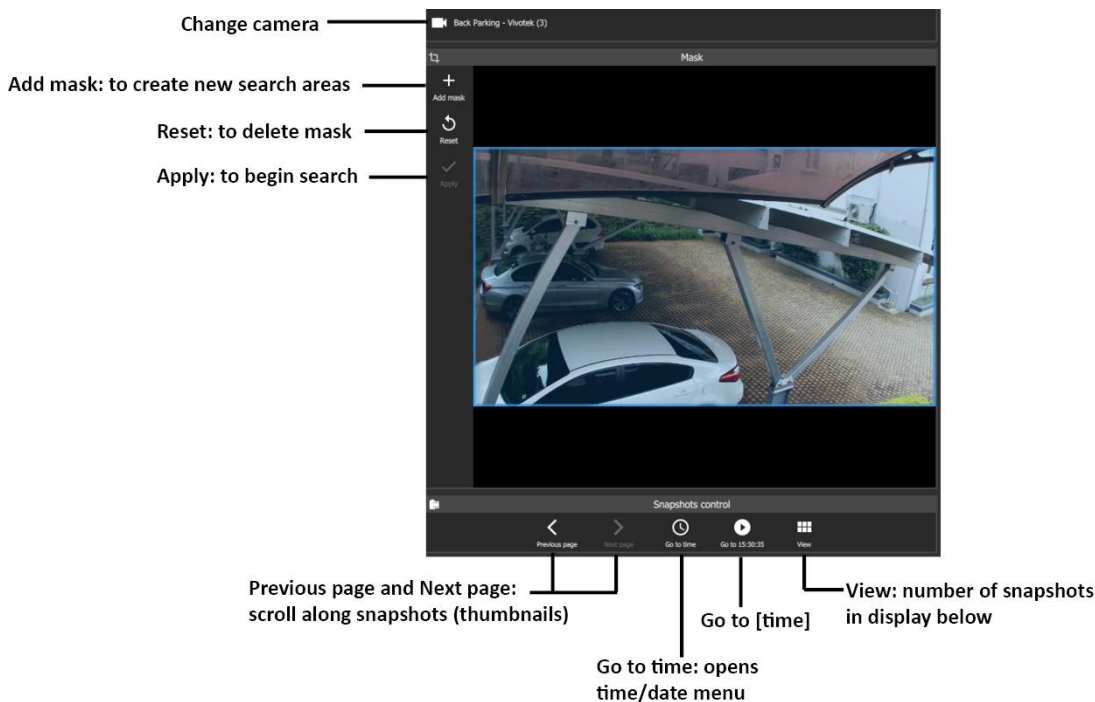 Change camera
Back Parking - Vivotek (3)
Mask
Add mask: to create new search areas
Add mask
Reset: to delete mask
Reset
Apply: to begin search
Apply
Snapshots control
Previous page
Next page
Go to time
Go to 15:30:35
View
Previous page and Next page:
scroll along snapshots (thumbnails)
Go to [time]
View: number of snapshots
in display below
Go to time: opens
time/date menu